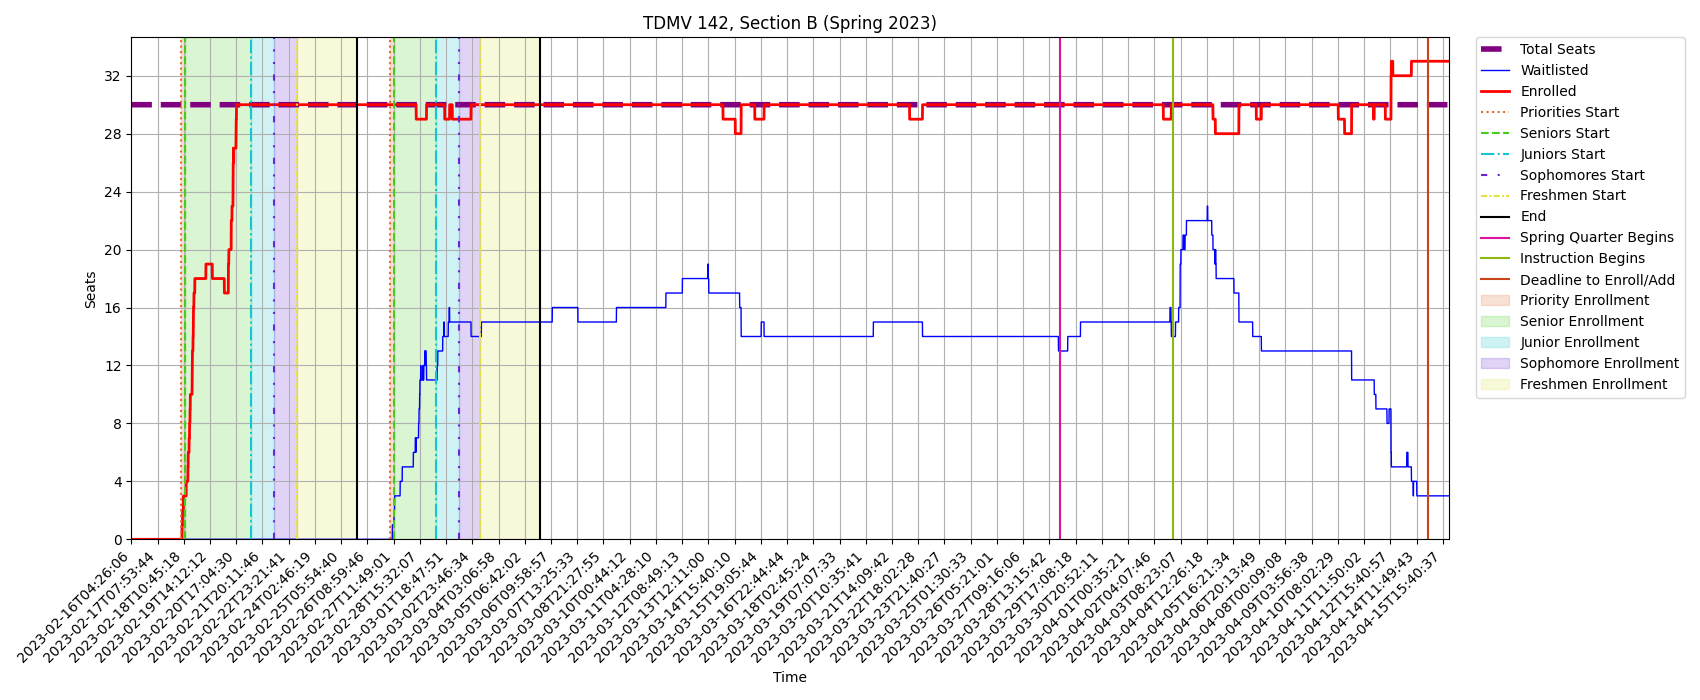 TDMV 142, Section B (Spring 2023)
Seats
32
28
24
20
16
12
8
4
0
2023-02-16T04:26:06
2023-02-17T07:53:44
2023-02-18T10:45:18
2023-02-19T14:12:12
2023-02-20T17:04:30
2023-02-21T20:11:46
2023-02-22T23:21:41
2023-02-24T02:46:19
2023-02-25T05:54:40
2023-02-26T08:59:46
2023-02-27T11:49:01
2023-02-28T15:32:07
2023-03-01T18:47:51
2023-03-02T23:46:34
2023-03-04T03:06:58
2023-03-05T06:42:02
2023-03-06T09:58:57
2023-03-07T13:25:33
2023-03-08T21:27:55
2023-03-10T00:44:12
2023-03-11T04:28:10
2023-03-12T08:49:13
2023-03-13T12:11:00
2023-03-14T15:40:10
2023-03-15T19:05:44
2023-03-16T22:44:44
2023-03-18T02:45:24
2023-03-19T07:07:33
2023-03-20T10:35:41
2023-03-21T14:09:42
2023-03-22T18:02:28
2023-03-23T21:40:27
2023-03-25T01:30:33
2023-03-26T05:21:01
2023-03-27T09:16:06
2023-03-28T13:15:42
2023-03-29T17:08:18
2023-03-30T20:52:11
2023-04-01T00:35:21
2023-04-02T04:07:46
2023-04-03T08:23:07
2023-04-04T12:26:18
2023-04-05T16:21:34
2023-04-06T20:13:49
2023-04-08T00:09:08
2023-04-09T03:56:38
2023-04-10T08:02:29
2023-04-11T11:50:02
2023-04-12T15:40:57
2023-04-14T11:49:43
2023-04-15T15:40:37
Time
Total Seats
Waitlisted
Enrolled
Priorities Start
Seniors Start
Juniors Start
Sophomores Start
Freshmen Start
End
Spring Quarter Begins
Instruction Begins
Deadline to Enroll/Add
Priority Enrollment
Senior Enrollment
Junior Enrollment
Sophomore Enrollment
Freshmen Enrollment